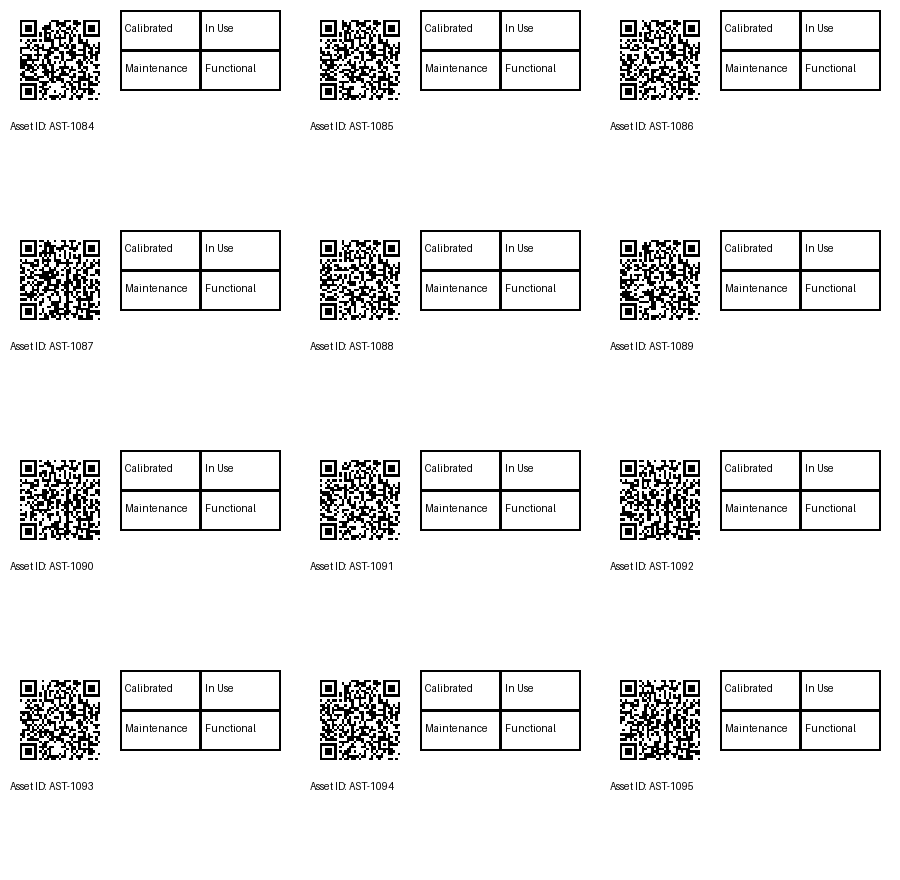 Calibrated In Use
Maintenance Functional
Asset ID: AST-1084
Calibrated In Use
Maintenance Functional
Asset ID: AST-1085
Calibrated In Use
Maintenance Functional
Asset ID: AST-1086
Calibrated In Use
Maintenance Functional
Asset ID: AST-1087
Calibrated In Use
Maintenance Functional
Asset ID: AST-1088
Calibrated In Use
Maintenance Functional
Asset ID: AST-1089
Calibrated In Use
Maintenance Functional
Asset ID: AST-1090
Calibrated In Use
Maintenance Functional
Asset ID: AST-1091
Calibrated In Use
Maintenance Functional
Asset ID: AST-1092
Calibrated In Use
Maintenance Functional
Asset ID: AST-1093
Calibrated In Use
Maintenance Functional
Asset ID: AST-1094
Calibrated In Use
Maintenance Functional
Asset ID: AST-1095